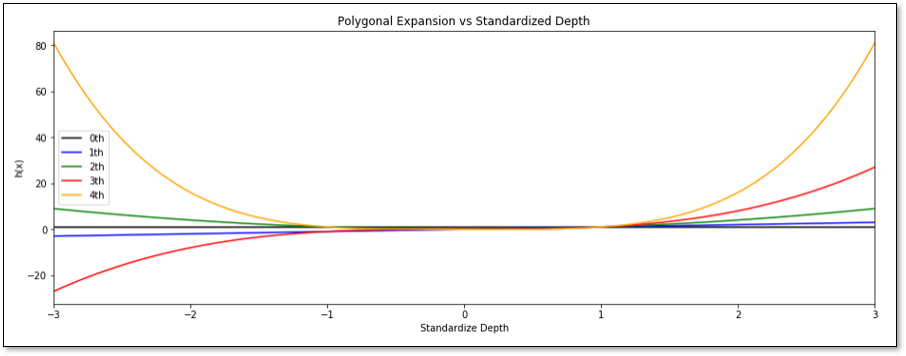 Polygonal Expansion vs Standardized Depth
80
60
40
20
0
−20
h(x)
0th
1th
2th
3th
4th
−3
−2
−1
0
1
2
3
Standardize Depth